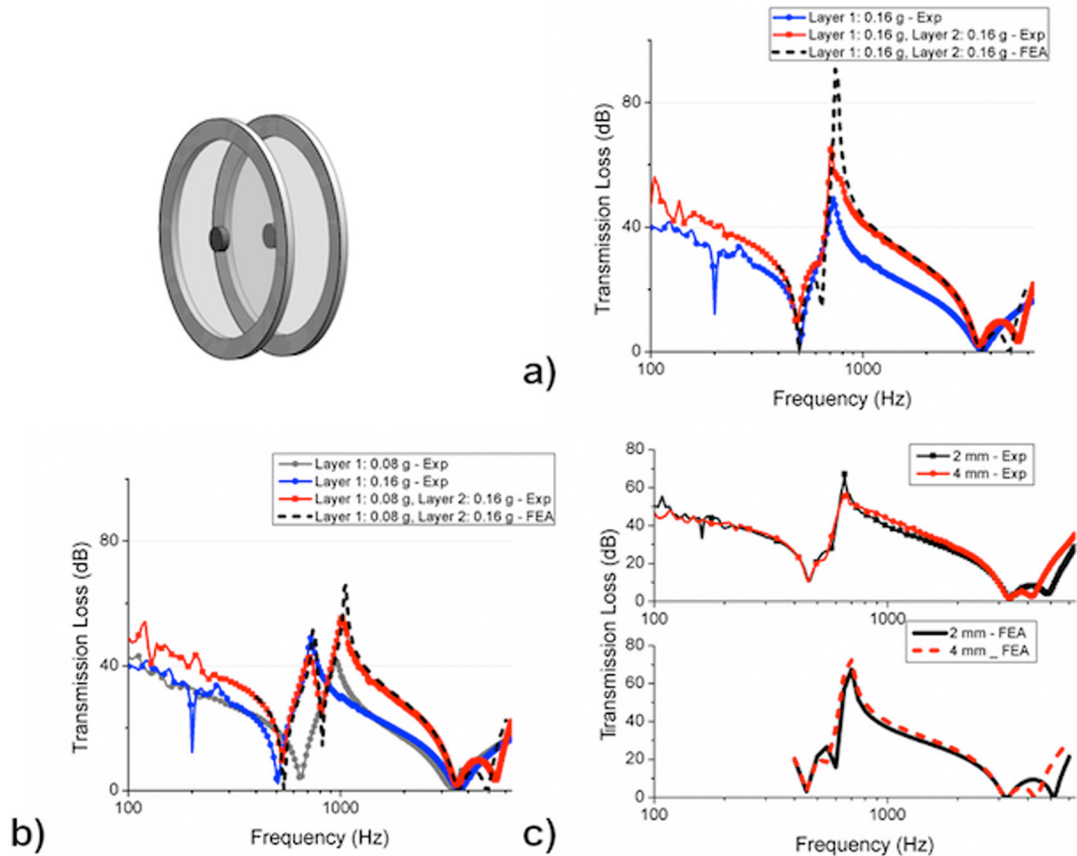 Layer 1: 0.16 g - Exp
Layer 1: 0.16 g, Layer 2: 0.16 g - Exp
Layer 1: 0.16 g, Layer 2: 0.16 g - FEA
80
40
0
Transmission Loss (dB)
100
1000
Frequency (Hz)
a)
Layer 1: 0.08 g - Exp
Layer 1: 0.16 g - Exp
Layer 1: 0.08 g, Layer 2: 0.16 g - Exp
Layer 1: 0.08 g, Layer 2: 0.16 g - FEA
80
40
0
Transmission Loss (dB)
100
1000
Frequency (Hz)
b)
2 mm - Exp
4 mm - Exp
80
60
40
20
0
100
1000
Transmission Loss (dB)
2 mm - FEA
4 mm _ FEA
80
60
40
20
0
100
1000
Frequency (Hz)
c)